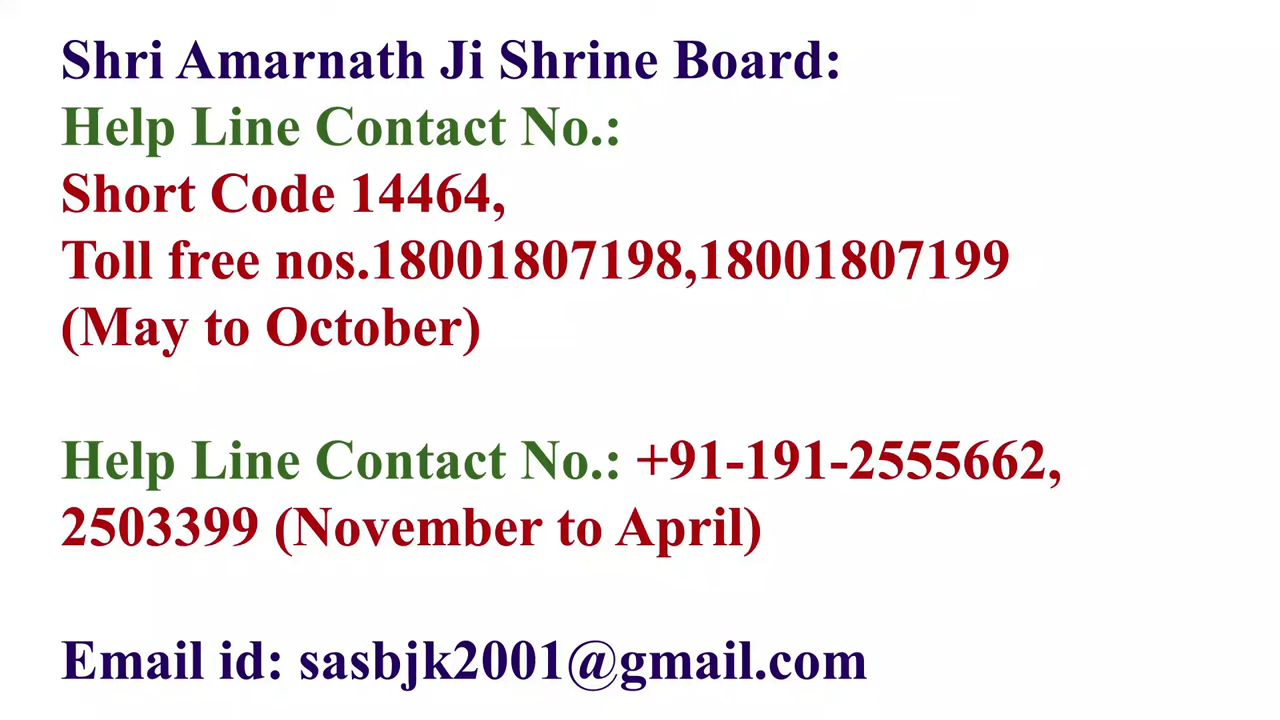 Shri Amarnath Ji Shrine Board:
Help Line Contact No.:
Short Code 14464,
Toll free nos.18001807198,18001807199
(May to October)
Help Line Contact No.: +91-191-2555662,
2503399 (November to April)
Email id: sasbjk2001@gmail.com